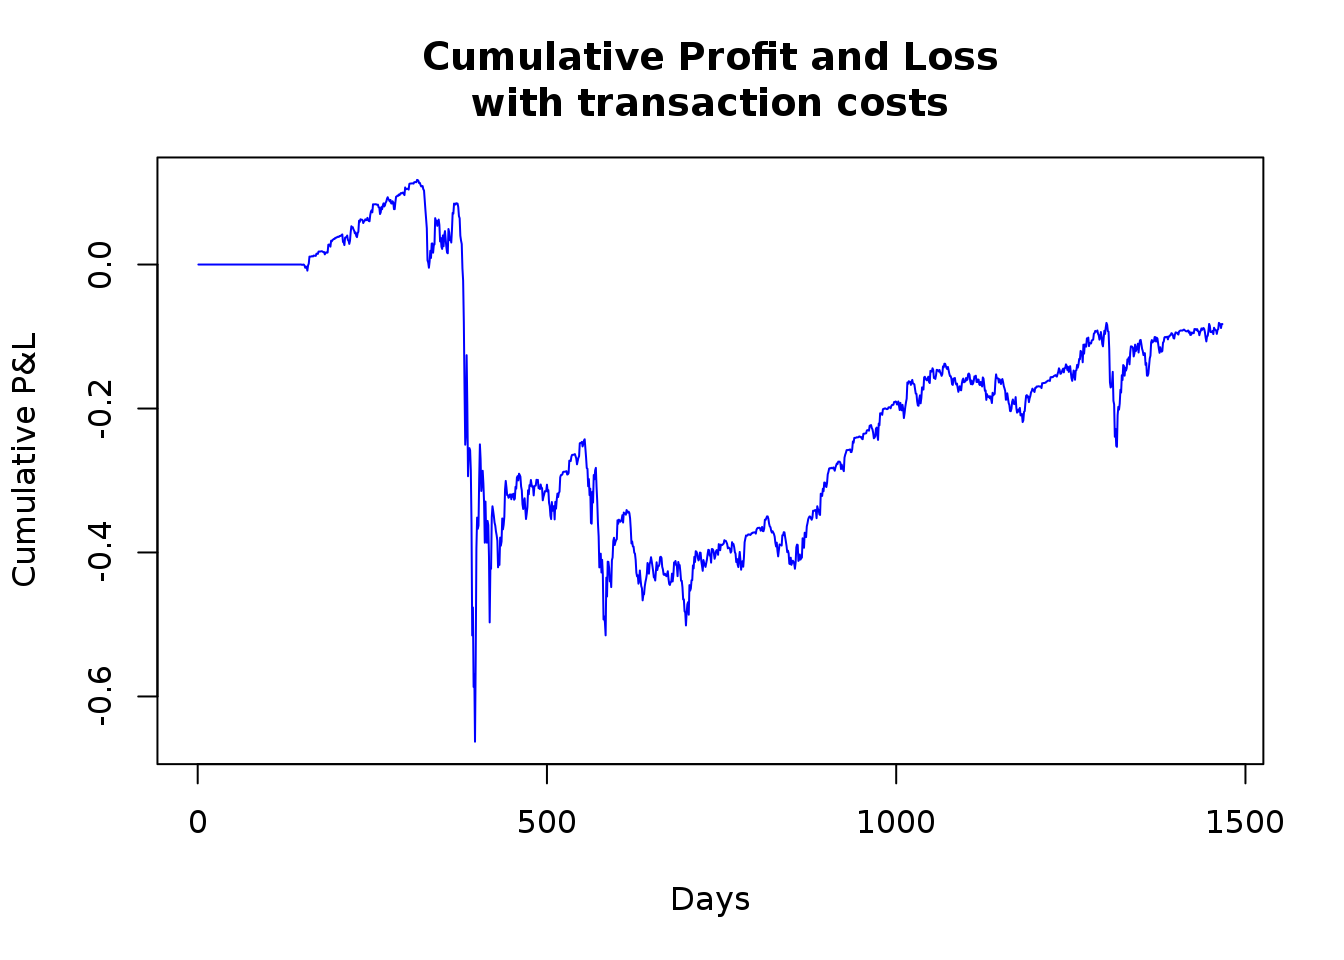 Cumulative Profit and Loss
with transaction costs
Cumulative P&L
0.0
-0.2
-0.4
-0.6
0
500
1000
1500
Days